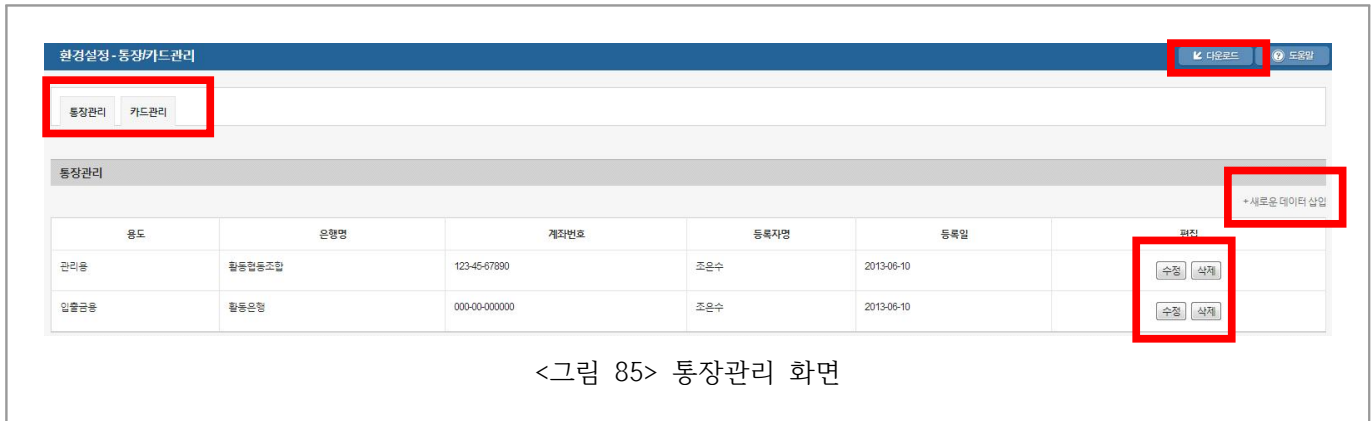 환경설정-통장/카드관리 다운로드 도움말
통장관리 카드관리
통장관리
+새로운 데이터 삽입
용도 은행명 계좌번호 등록자명 등록일 편집
관리용 활동협동조합 123-45-67890 조은수 2013-06-10 수정 삭제
입출금용 활동은행 000-00-000000 조은수 2013-06-10 수정 삭제
<그림 85> 통장관리 화면